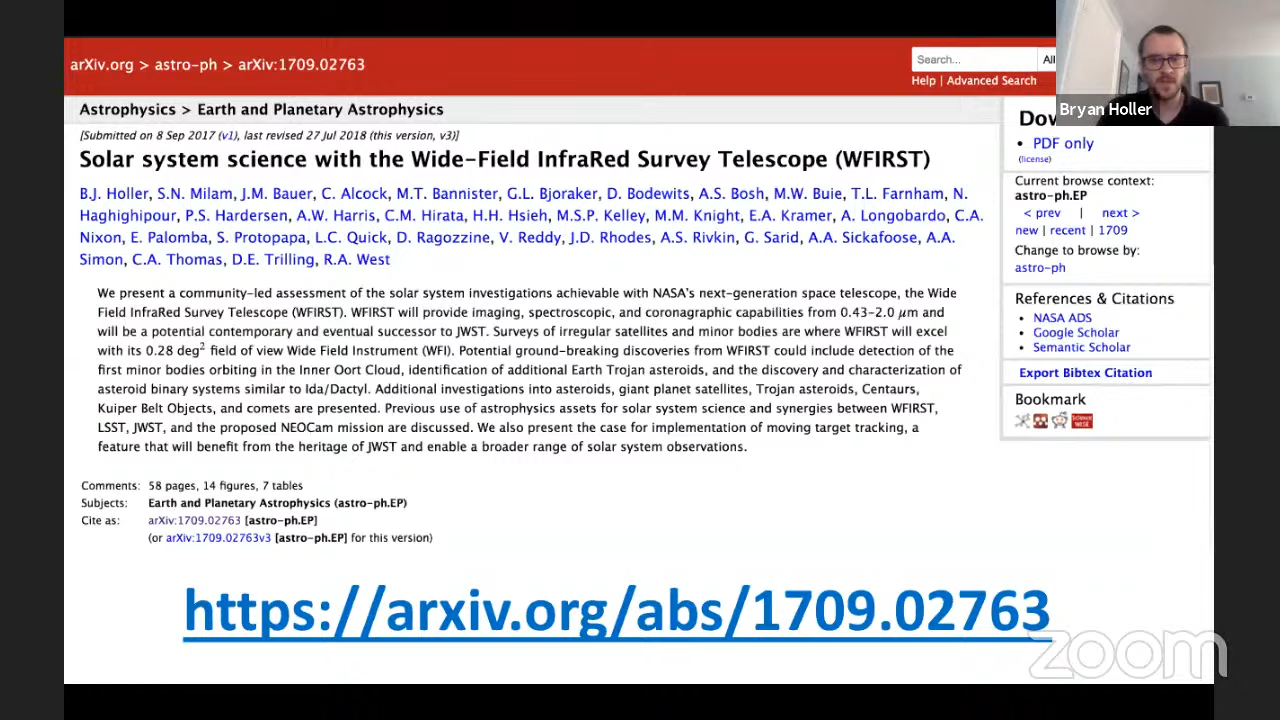 arXiv.org > astro-ph > arXiv:1709.02763
Search...
All
Help | Advanced Search
Bryan Holler
Astrophysics > Earth and Planetary Astrophysics
[Submitted on 8 Sep 2017 (v1), last revised 27 Jul 2018 (this version, v3)]
Solar system science with the Wide-Field InfraRed Survey Telescope (WFIRST)
B.J. Holler, S.N. Milam, J.M. Bauer, C. Alcock, M.T. Bannister, G.L. Bjoraker, D. Bodewits, A.S. Bosh, M.W. Buie, T.L. Farnham, N.
Haghighipour, P.S. Hardersen, A.W. Harris, C.M. Hirata, H.H. Hsieh, M.S.P. Kelley, M.M. Knight, E.A. Kramer, A. Longobardo, C.A.
Nixon, E. Palomba, S. Protopapa, L.C. Quick, D. Ragozzine, V. Reddy, J.D. Rhodes, A.S. Rivkin, G. Sarid, A.A. Sickafoose, A.A.
Simon, C.A. Thomas, D.E. Trilling, R.A. West
We present a community-led assessment of the solar system investigations achievable with NASA's next-generation space telescope, the Wide
Field InfraRed Survey Telescope (WFIRST). WFIRST will provide imaging, spectroscopic, and coronagraphic capabilities from 0.43-2.0 μm and
will be a potential contemporary and eventual successor to JWST. Surveys of irregular satellites and minor bodies are where WFIRST will excel
with its 0.28 deg² field of view Wide Field Instrument (WFI). Potential ground-breaking discoveries from WFIRST could include detection of the
first minor bodies orbiting in the Inner Oort Cloud, identification of additional Earth Trojan asteroids, and the discovery and characterization of
asteroid binary systems similar to Ida/Dactyl. Additional investigations into asteroids, giant planet satellites, Trojan asteroids, Centaurs,
Kuiper Belt Objects, and comets are presented. Previous use of astrophysics assets for solar system science and synergies between WFIRST,
LSST, JWST, and the proposed NEOCam mission are discussed. We also present the case for implementation of moving target tracking, a
feature that will benefit from the heritage of JWST and enable a broader range of solar system observations.
Comments: 58 pages, 14 figures, 7 tables
Subjects: Earth and Planetary Astrophysics (astro-ph.EP)
Cite as: arXiv:1709.02763 [astro-ph.EP]
(or arXiv:1709.02763v3 [astro-ph.EP] for this version)
PDF only
(license)
Current browse context:
astro-ph.EP
< prev | next >
new | recent | 1709
Change to browse by:
astro-ph
References & Citations
NASA ADS
Google Scholar
Semantic Scholar
Export Bibtex Citation
Bookmark
https://arxiv.org/abs/1709.02763
zoom